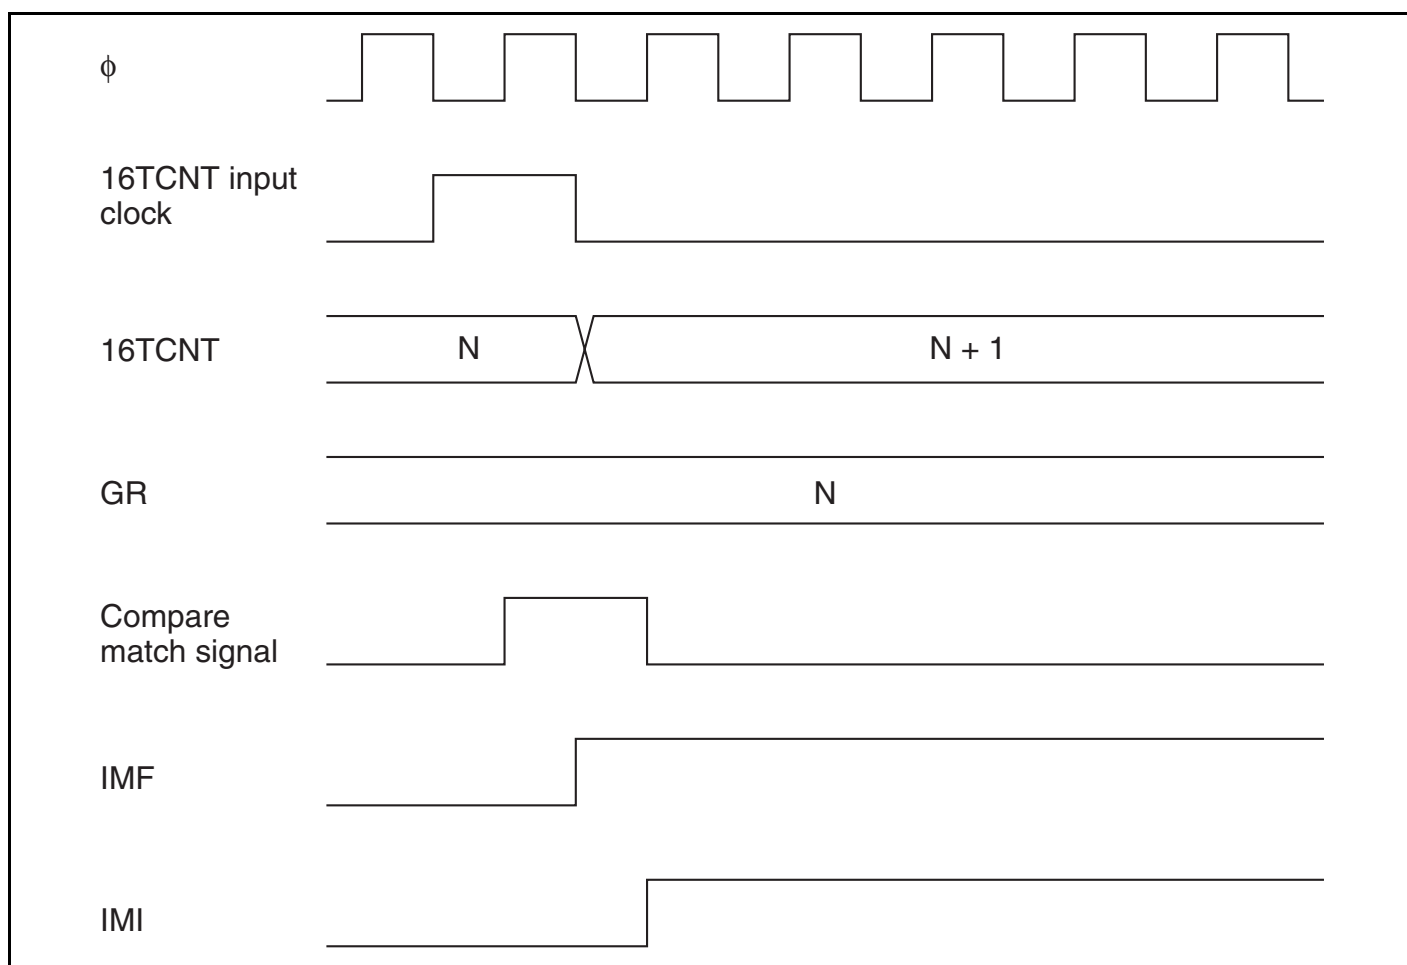 ϕ
16TCNT input
clock
16TCNT
N
N + 1
GR
N
Compare
match signal
IMF
IMI